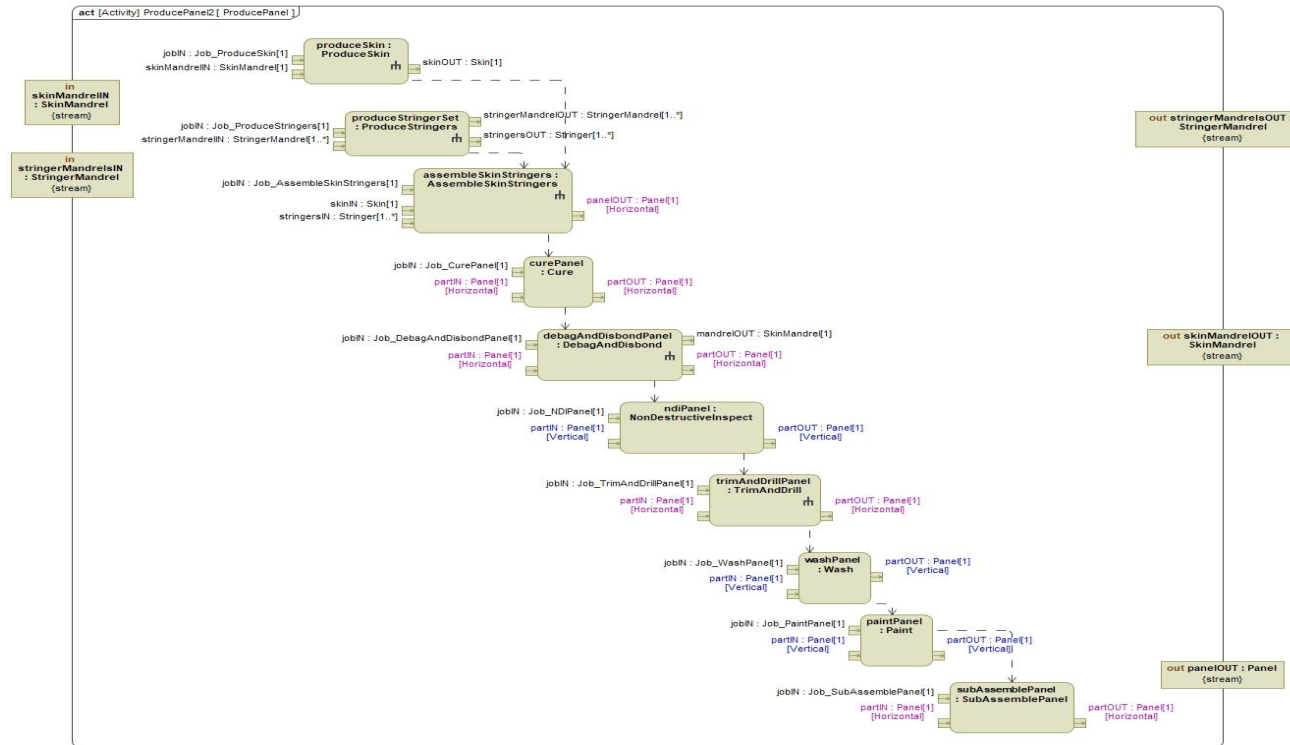 act [Activity] ProducePanel2 [ ProducePanel ]
produceSkin :
ProduceSkin
jobIN : Job_ProduceSkin[1]
skinMandrelIN : SkinMandrel[1]
skinOUT : Skin[1]
in
skinMandrelIN
: SkinMandrel
{stream}
produceStringerSet
: ProduceStringers
jobIN : Job_ProduceStringers[1]
stringerMandrelIN : StringerMandrel[1..*]
stringerMandrelOUT : StringerMandrel[1..*]
stringersOUT : Stringer[1..*]
out stringerMandrelsOUT
StringerMandrel
{stream}
in
stringerMandrelsIN
: StringerMandrel
{stream}
assembleSkinStringers :
AssembleSkinStringers
jobIN : Job_AssembleSkinStringers[1]
skinIN : Skin[1]
stringersIN : Stringer[1..*]
panelOUT : Panel[1]
[Horizontal]
curePanel
: Cure
jobIN : Job_CurePanel[1]
partIN : Panel[1]
[Horizontal]
partOUT : Panel[1]
[Horizontal]
debagAndDisbondPanel
: DebagAndDisbond
jobIN : Job_DebagAndDisbondPanel[1]
partIN : Panel[1]
[Horizontal]
mandrelOUT : SkinMandrel[1]
partOUT : Panel[1]
[Horizontal]
out skinMandrelOUT :
SkinMandrel
{stream}
ndiPanel :
NonDestructiveInspect
jobIN : Job_NDIPanel[1]
partIN : Panel[1]
[Vertical]
partOUT : Panel[1]
[Vertical]
trimAndDrillPanel
: TrimAndDrill
jobIN : Job_TrimAndDrillPanel[1]
partIN : Panel[1]
[Horizontal]
partOUT : Panel[1]
[Horizontal]
washPanel
: Wash
jobIN : Job_WashPanel[1]
partIN : Panel[1]
[Vertical]
partOUT : Panel[1]
[Vertical]
paintPanel
: Paint
jobIN : Job_PaintPanel[1]
partIN : Panel[1]
[Vertical]
partOUT : Panel[1]
[Vertical]
out panelOUT : Panel
{stream}
subAssemblePanel
: SubAssemblePanel
jobIN : Job_SubAssemblePanel[1]
partIN : Panel[1]
[Horizontal]
partOUT : Panel[1]
[Horizontal]